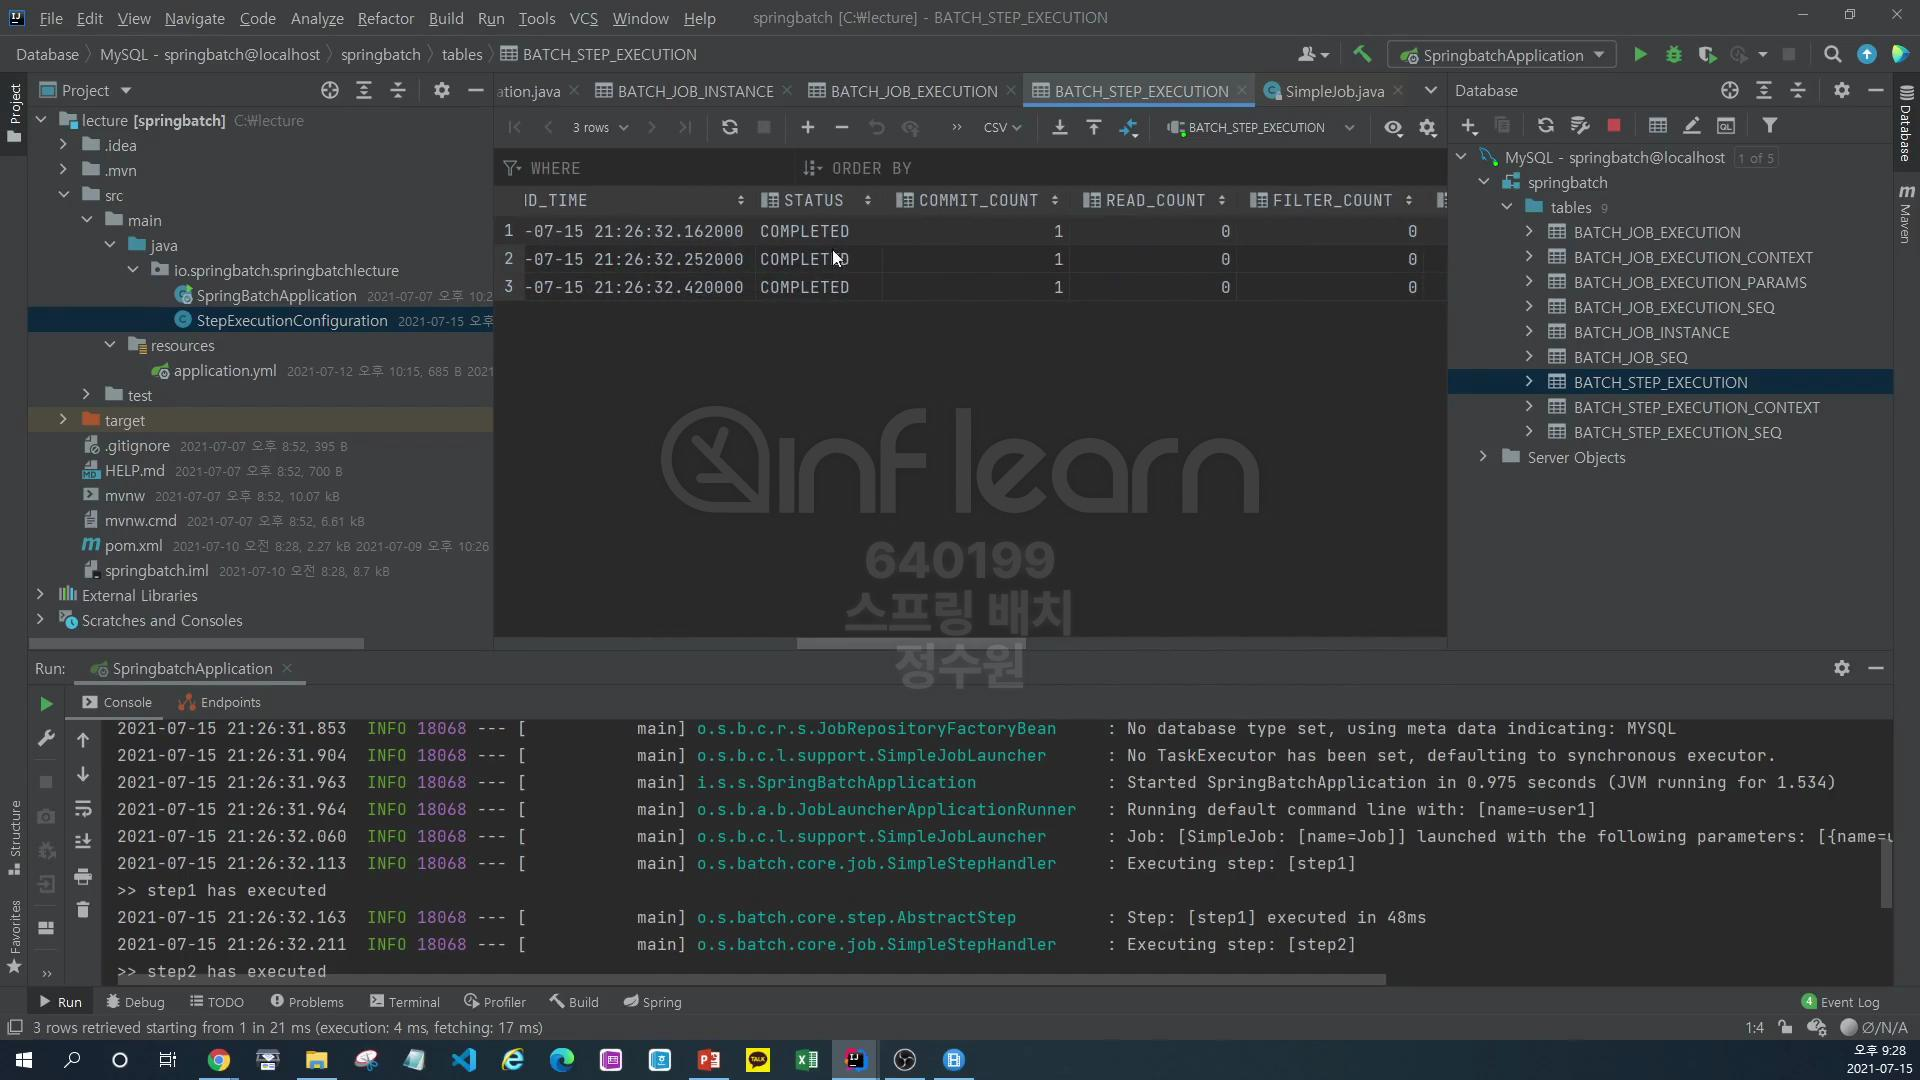 File Edit View Navigate Code Analyze Refactor Build Run Tools VCS Window Help springbatch [C:\lecture] - BATCH_STEP_EXECUTION
Database MySQL - springbatch@localhost springbatch tables BATCH_STEP_EXECUTION
SpringbatchApplication
Project
ation.java BATCH_JOB_INSTANCE BATCH_JOB_EXECUTION BATCH_STEP_EXECUTION SimpleJob.java
Database
3 rows CSV BATCH_STEP_EXECUTION
WHERE ORDER BY
ID_TIME STATUS COMMIT_COUNT READ_COUNT FILTER_COUNT
1 -07-15 21:26:32.162000 COMPLETED 1 0 0
2 -07-15 21:26:32.252000 COMPLETED 1 0 0
3 -07-15 21:26:32.420000 COMPLETED 1 0 0
lecture [springbatch] C:\lecture
.idea
.mvn
src
main
java
io.springbatch.springbatchlecture
SpringBatchApplication 2021-07-07 오후 10:2
StepExecutionConfiguration 2021-07-15 오후
resources
application.yml 2021-07-12 오후 10:15, 685 B 2021
test
target
.gitignore 2021-07-07 오후 8:52, 395 B
HELP.md 2021-07-07 오후 8:52, 700 B
mvnw 2021-07-07 오후 8:52, 10.07 kB
mvnw.cmd 2021-07-07 오후 8:52, 6.61 kB
pom.xml 2021-07-10 오전 8:28, 2.27 kB 2021-07-09 오후 10:26
springbatch.iml 2021-07-10 오전 8:28, 8.7 kB
External Libraries
Scratches and Consoles
MySQL - springbatch@localhost 1 of 5
springbatch
tables 9
BATCH_JOB_EXECUTION
BATCH_JOB_EXECUTION_CONTEXT
BATCH_JOB_EXECUTION_PARAMS
BATCH_JOB_EXECUTION_SEQ
BATCH_JOB_INSTANCE
BATCH_JOB_SEQ
BATCH_STEP_EXECUTION
BATCH_STEP_EXECUTION_CONTEXT
BATCH_STEP_EXECUTION_SEQ
Server Objects
Project
Structure
Favorites
Database
Maven
inflearn
640199
스프링 배치
정수원
Run: SpringbatchApplication
Console Endpoints
2021-07-15 21:26:31.853 INFO 18068 --- [ main] o.s.b.c.r.s.JobRepositoryFactoryBean : No database type set, using meta data indicating: MYSQL
2021-07-15 21:26:31.904 INFO 18068 --- [ main] o.s.b.c.l.support.SimpleJobLauncher : No TaskExecutor has been set, defaulting to synchronous executor.
2021-07-15 21:26:31.963 INFO 18068 --- [ main] i.s.s.SpringBatchApplication : Started SpringBatchApplication in 0.975 seconds (JVM running for 1.534)
2021-07-15 21:26:31.964 INFO 18068 --- [ main] o.s.b.a.b.JobLauncherApplicationRunner : Running default command line with: [name=user1]
2021-07-15 21:26:32.060 INFO 18068 --- [ main] o.s.b.c.l.support.SimpleJobLauncher : Job: [SimpleJob: [name=Job]] launched with the following parameters: [{name=u
2021-07-15 21:26:32.113 INFO 18068 --- [ main] o.s.batch.core.job.SimpleStepHandler : Executing step: [step1]
>> step1 has executed
2021-07-15 21:26:32.163 INFO 18068 --- [ main] o.s.batch.core.step.AbstractStep : Step: [step1] executed in 48ms
2021-07-15 21:26:32.211 INFO 18068 --- [ main] o.s.batch.core.job.SimpleStepHandler : Executing step: [step2]
>> step2 has executed
Run Debug TODO Problems Terminal Profiler Build Spring 4 Event Log
3 rows retrieved starting from 1 in 21 ms (execution: 4 ms, fetching: 17 ms) 1:4 Ø/N/A
오후 9:28
2021-07-15